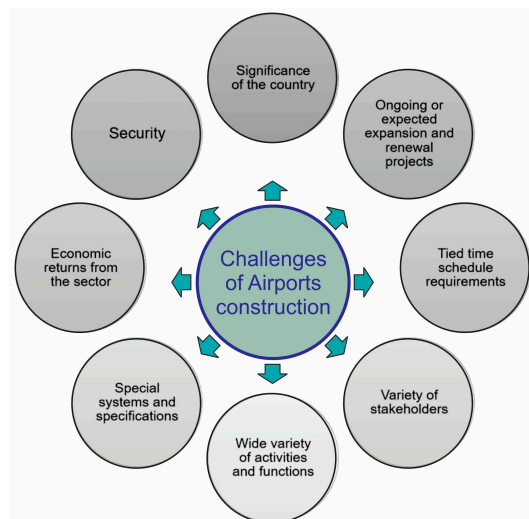 Significance
of the country
Ongoing or
expected
expansion and
renewal
projects
Tied time
schedule
requirements
Variety of
stakeholders
Wide variety
of activities
and functions
Special
systems and
specifications
Economic
returns from
the sector
Security
Challenges
of Airports
construction